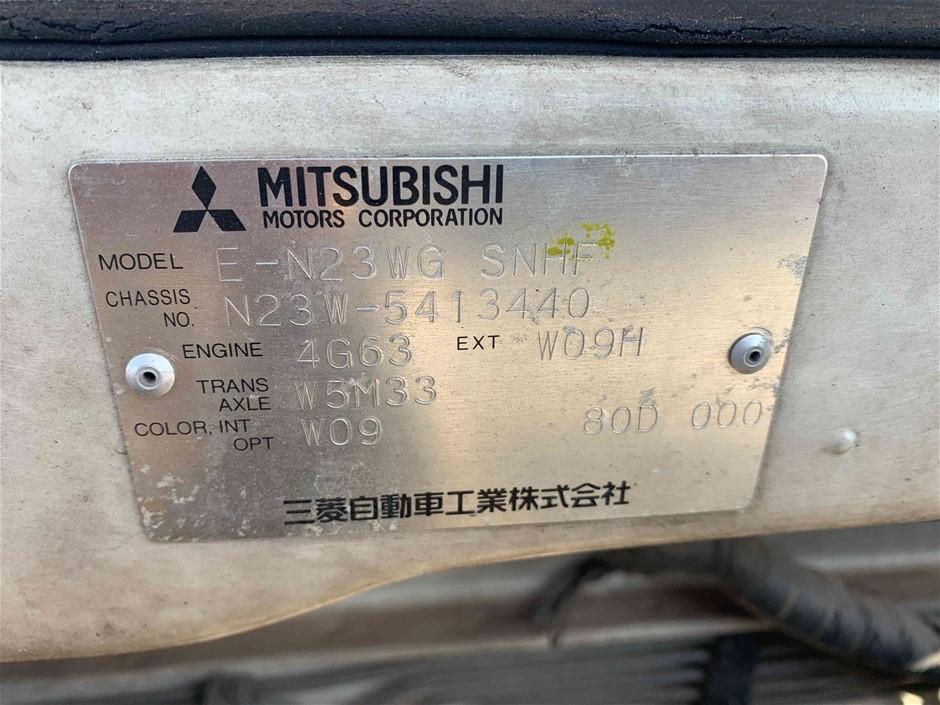 MITSUBISHI
MOTORS CORPORATION
MODEL E-N23WG SNHF
CHASSIS NO. N23W-5413440
ENGINE 4G63 EXT W09H
TRANS AXLE W5M33
COLOR, INT OPT W09 80D 000
三菱自動車工業株式会社